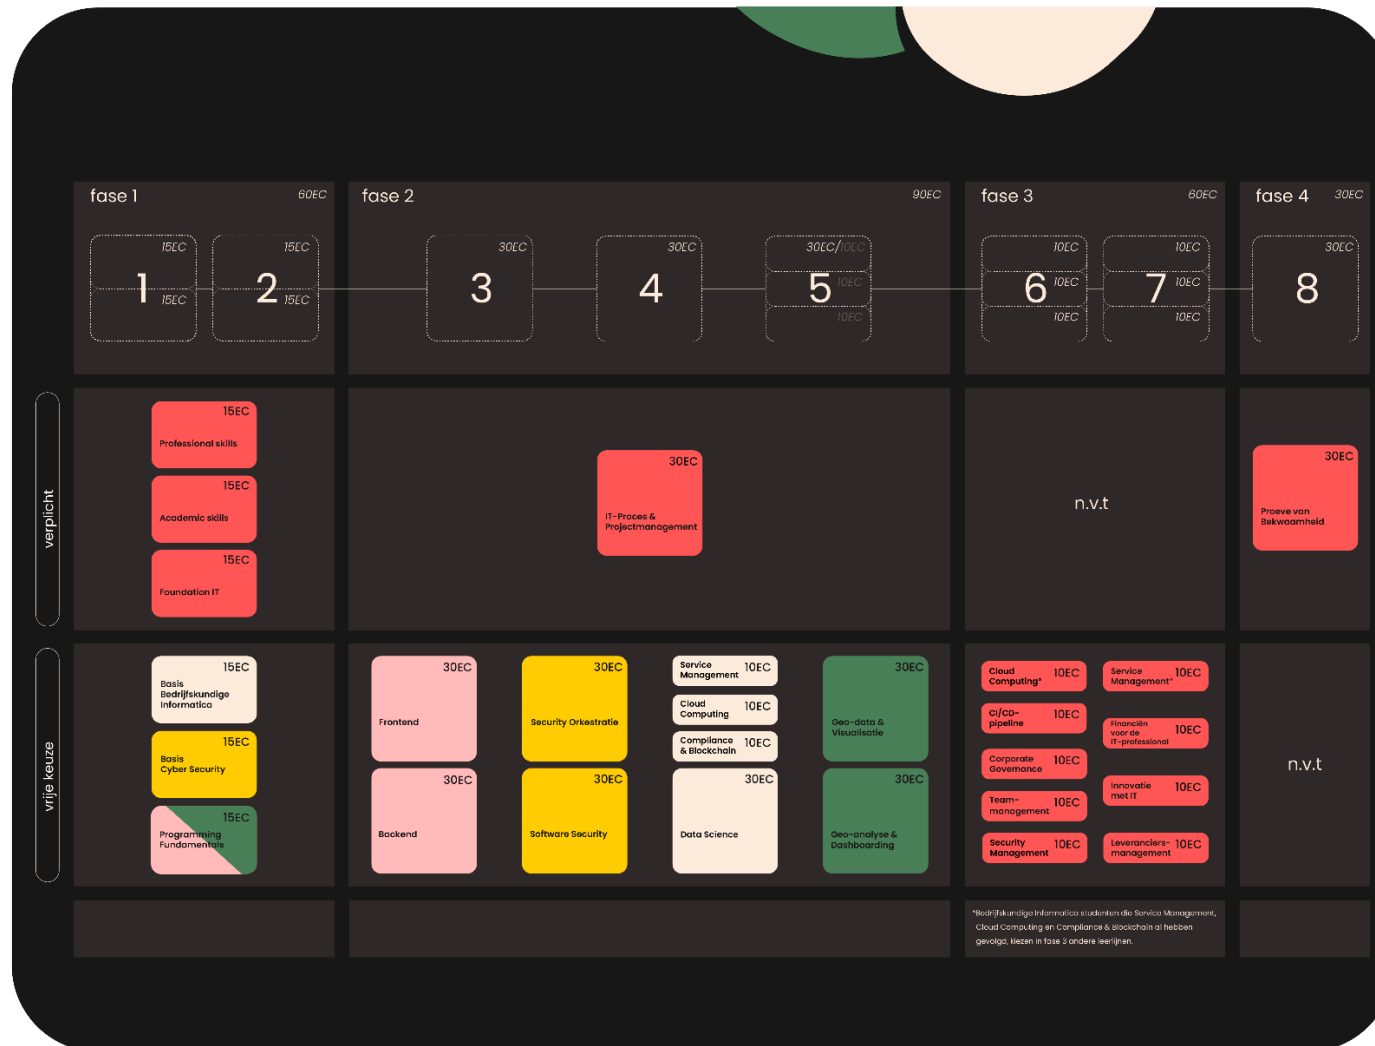 fase 1
60EC
fase 2
90EC
fase 3
60EC
fase 4
30EC
15EC
15EC
1
15EC
15EC
2
30EC
3
30EC
4
30EC/10EC
10EC
10EC
5
10EC
10EC
10EC
6
10EC
10EC
10EC
7
30EC
8
verplicht
15EC
Professional skills
15EC
Academic skills
15EC
Foundation IT
30EC
IT-Proces &
Projectmanagement
n.v.t
30EC
Proeve van
Bekwaamheid
vrije keuze
15EC
Basis
Bedrijfskundige
Informatica
15EC
Basis
Cyber Security
15EC
Programming
Fundamentals
30EC
Frontend
30EC
Backend
30EC
Security Orkestratie
30EC
Software Security
Service
Management
10EC
Cloud
Computing
10EC
Compliance
& Blockchain
10EC
30EC
Data Science
30EC
Geo-data &
Visualisatie
30EC
Geo-analyse &
Dashboarding
Cloud
Computing*
10EC
CI/CD-
pipeline
10EC
Corporate
Governance
10EC
Team-
management
10EC
Security
Management
10EC
Service
Management*
10EC
Financiën
voor de
IT-professional
10EC
Innovatie
met IT
10EC
Leveranciers-
management
10EC
n.v.t
*Bedrijfskundige Informatica studenten die Service Management,
Cloud Computing en Compliance & Blockchain al hebben
gevolgd, kiezen in fase 3 andere leerlijnen.